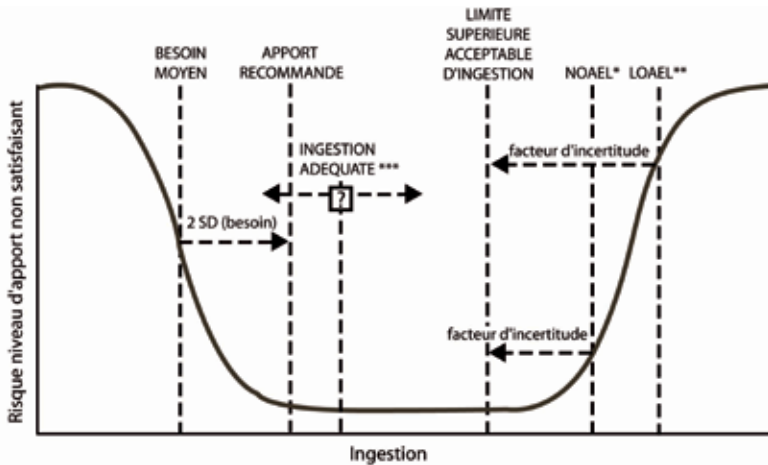 BESOIN
MOYEN
APPORT
RECOMMANDE
LIMITE
SUPERIEURE
ACCEPTABLE
D'INGESTION
NOAEL*
LOAEL**
INGESTION
ADEQUATE ***
?
facteur d'incertitude
2 SD (besoin)
facteur d'incertitude
Risque niveau d'apport non satisfaisant
Ingestion